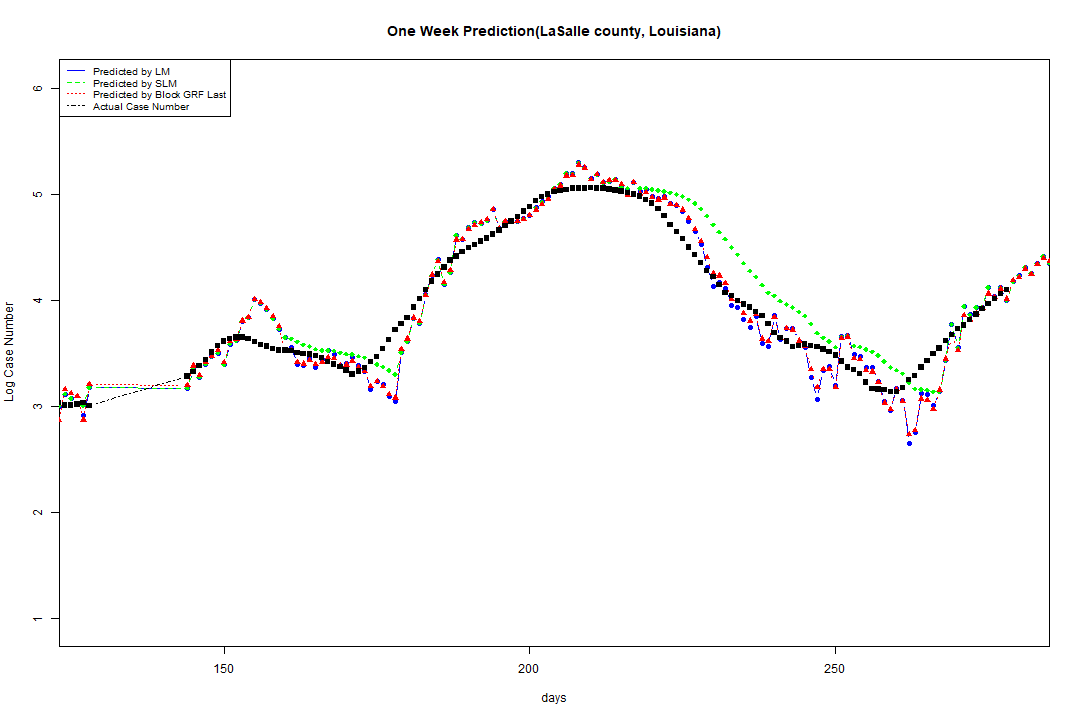 One Week Prediction(LaSalle county, Louisiana)
Predicted by LM
Predicted by SLM
Predicted by Block GRF Last
Actual Case Number
6
5
4
3
2
1
Log Case Number
150 200 250
days